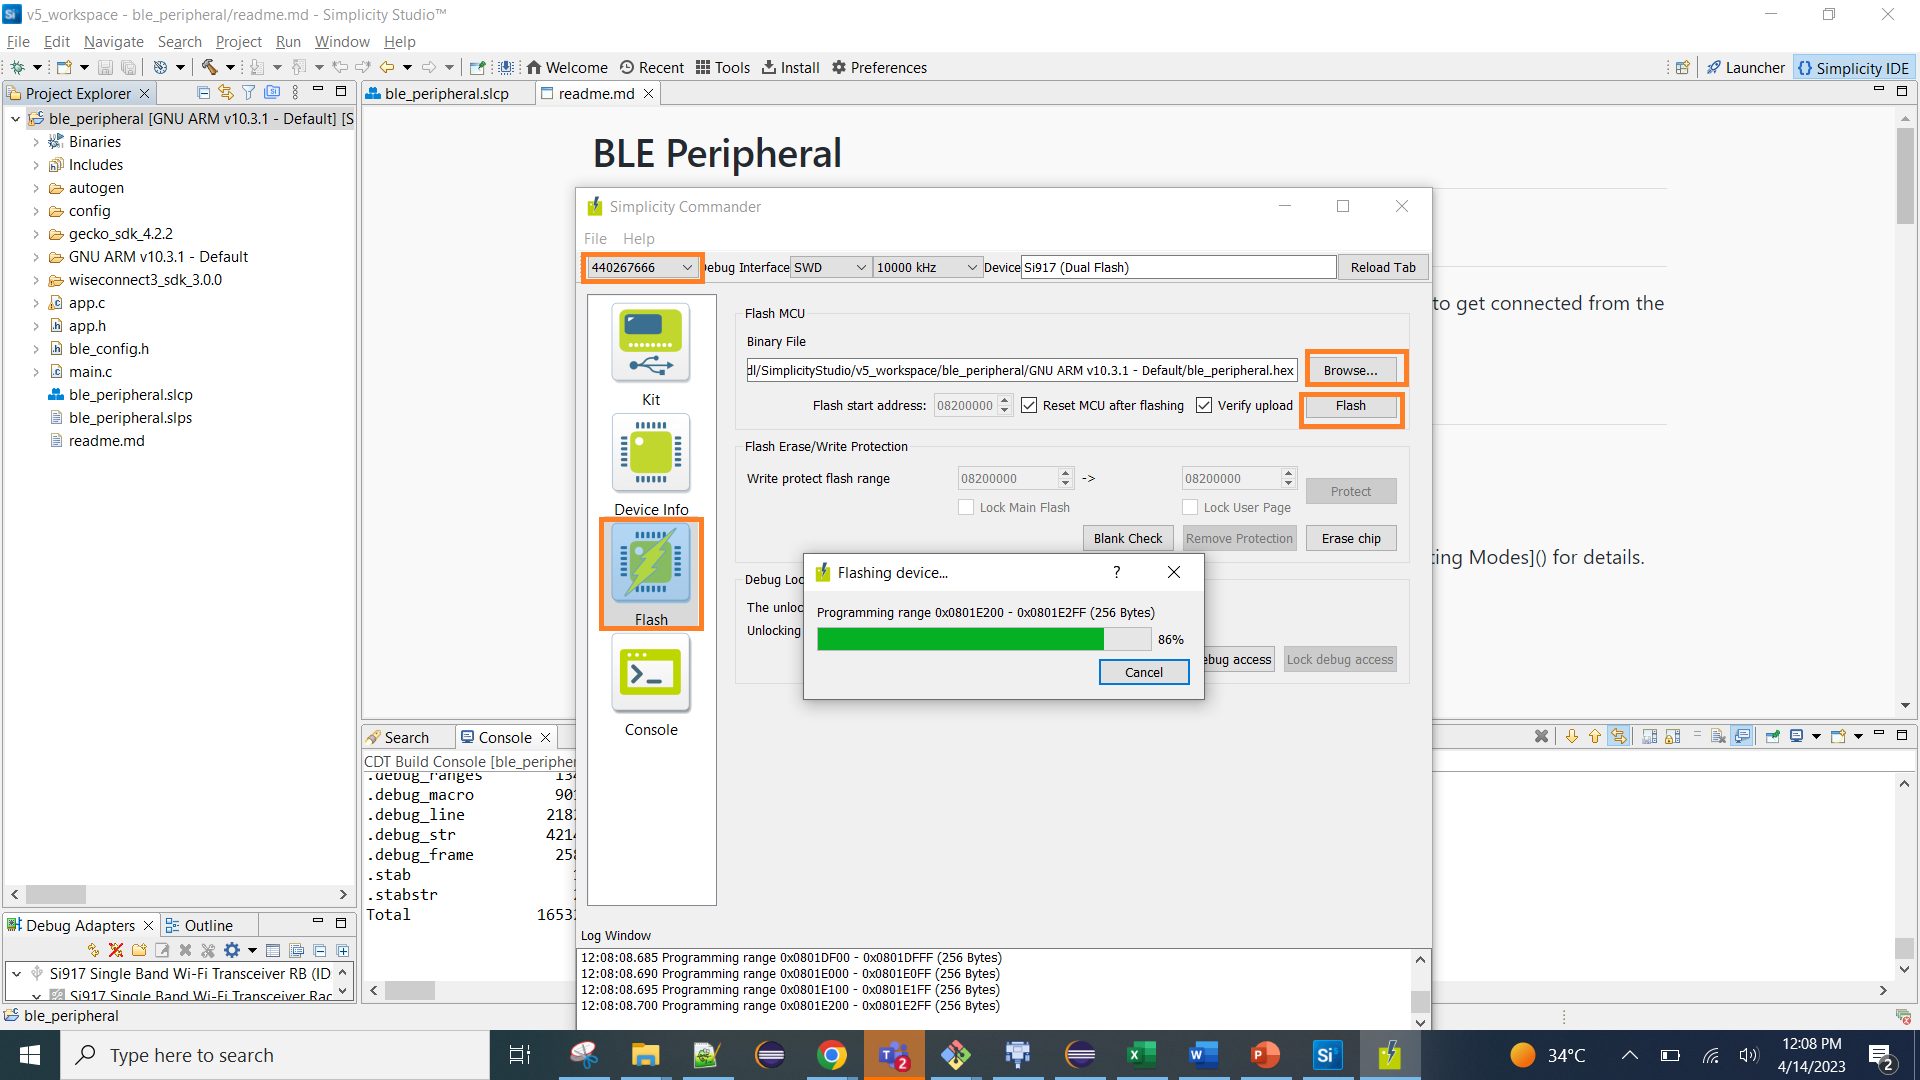 v5_workspace - ble_peripheral/readme.md - Simplicity Studio™
File Edit Navigate Search Project Run Window Help
Welcome Recent Tools Install Preferences Launcher {} Simplicity IDE
Project Explorer
ble_peripheral.slcp readme.md
ble_peripheral [GNU ARM v10.3.1 - Default] [S
Binaries
Includes
autogen
config
gecko_sdk_4.2.2
GNU ARM v10.3.1 - Default
wiseconnect3_sdk_3.0.0
app.c
app.h
ble_config.h
main.c
ble_peripheral.slcp
ble_peripheral.slps
readme.md
BLE Peripheral
to get connected from the
ting Modes]() for details.
Simplicity Commander
File Help
440267666 Debug Interface SWD 10000 kHz Device Si917 (Dual Flash) Reload Tab
Kit
Device Info
Flash
Console
Flash MCU
Binary File
dl/SimplicityStudio/v5_workspace/ble_peripheral/GNU ARM v10.3.1 - Default/ble_peripheral.hex Browse...
Flash start address: 08200000 Reset MCU after flashing Verify upload Flash
Flash Erase/Write Protection
Write protect flash range 08200000 -> 08200000 Protect
Lock Main Flash Lock User Page
Blank Check Remove Protection Erase chip
Debug Loc
The unloc
Unlocking
ebug access Lock debug access
Flashing device... ?
Programming range 0x0801E200 - 0x0801E2FF (256 Bytes)
86%
Cancel
Search Console
CDT Build Console [ble_peripher
.debug_ranges 134
.debug_macro 901
.debug_line 2182
.debug_str 4214
.debug_frame 258
.stab
.stabstr
Total 16532
Log Window
12:08:08.685 Programming range 0x0801DF00 - 0x0801DFFF (256 Bytes)
12:08:08.690 Programming range 0x0801E000 - 0x0801E0FF (256 Bytes)
12:08:08.695 Programming range 0x0801E100 - 0x0801E1FF (256 Bytes)
12:08:08.700 Programming range 0x0801E200 - 0x0801E2FF (256 Bytes)
Debug Adapters Outline
Si917 Single Band Wi-Fi Transceiver RB (ID
Si917 Single Band Wi-Fi Transceiver Rac
ble_peripheral
Type here to search
34°C
12:08 PM
4/14/2023
2